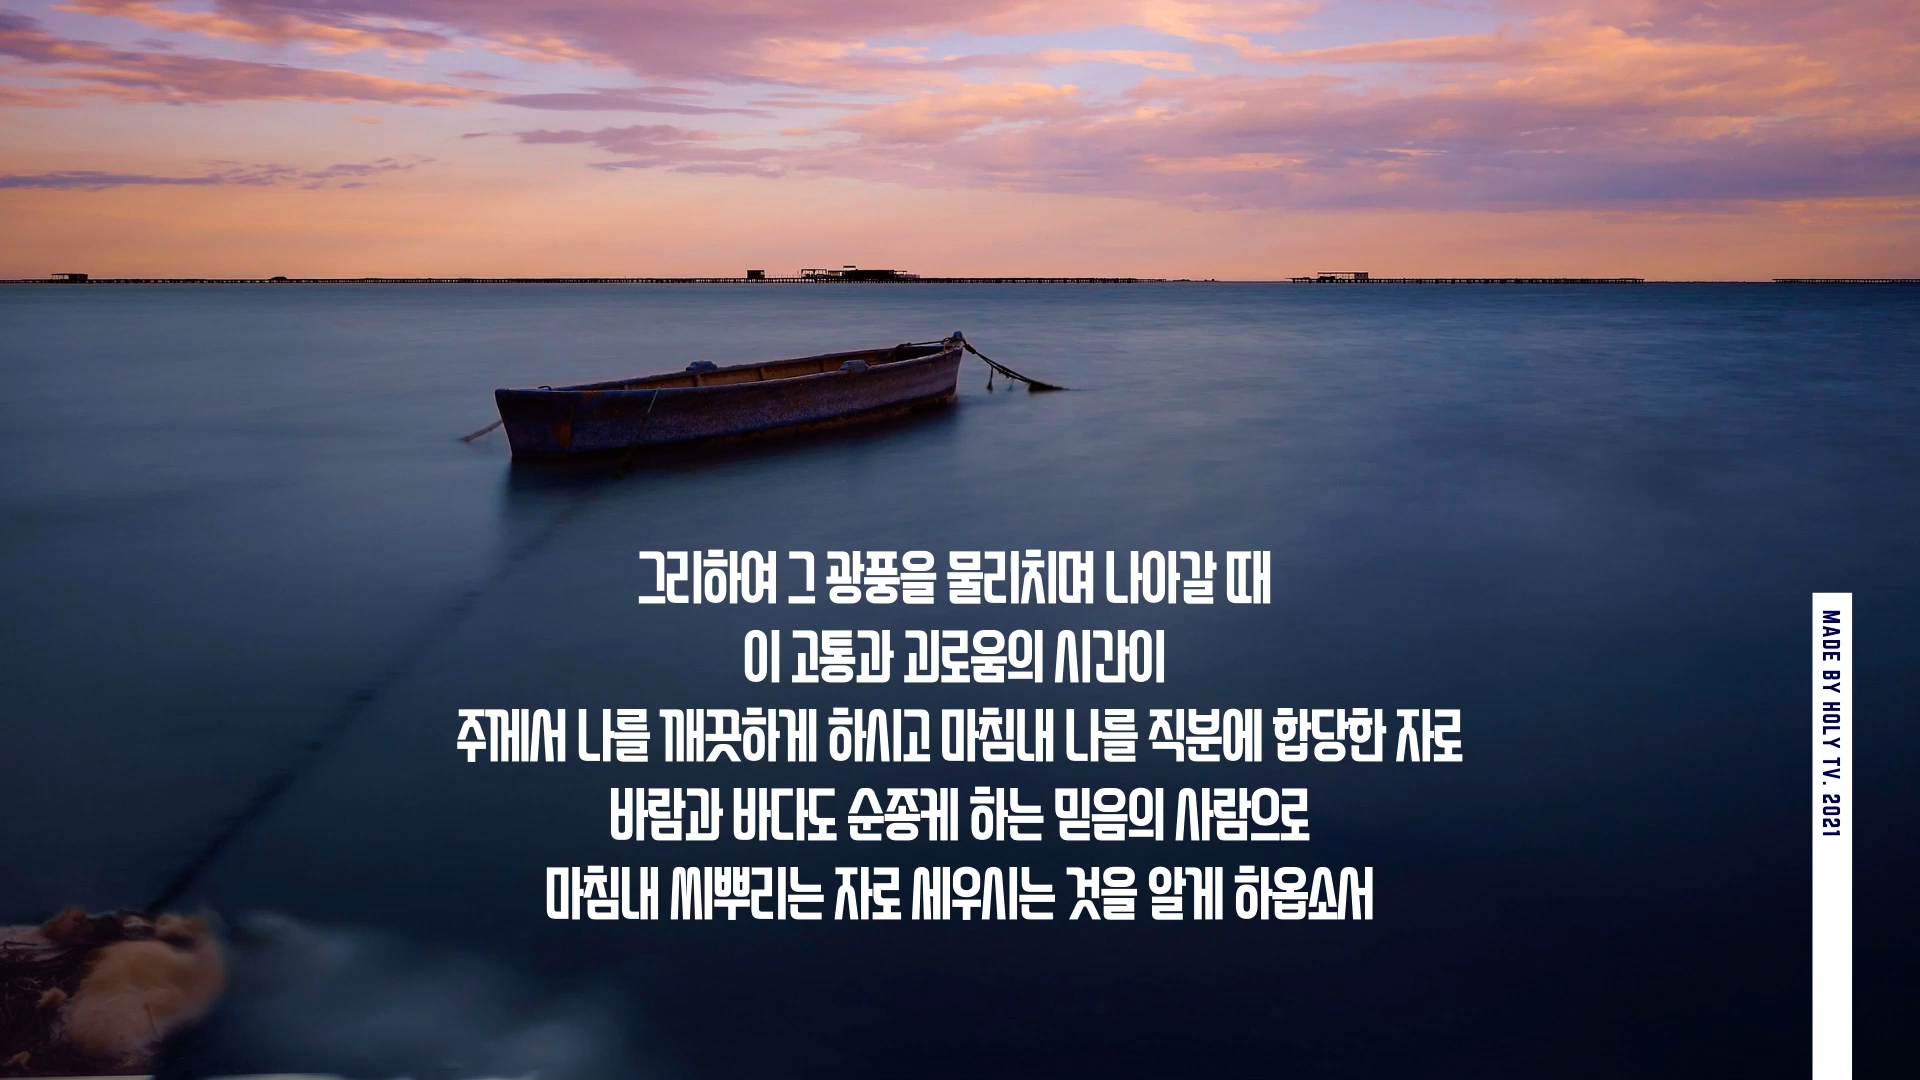 그리하여 그 광풍을 물리치며 나아갈 때
이 고통과 괴로움의 시간이
주께서 나를 깨끗하게 하시고 마침내 나를 직분에 합당한 자로
바람과 바다도 순종케 하는 믿음의 사람으로
마침내 씨뿌리는 자로 세우시는 것을 알게 하옵소서
MADE BY HOLY TV. 2021